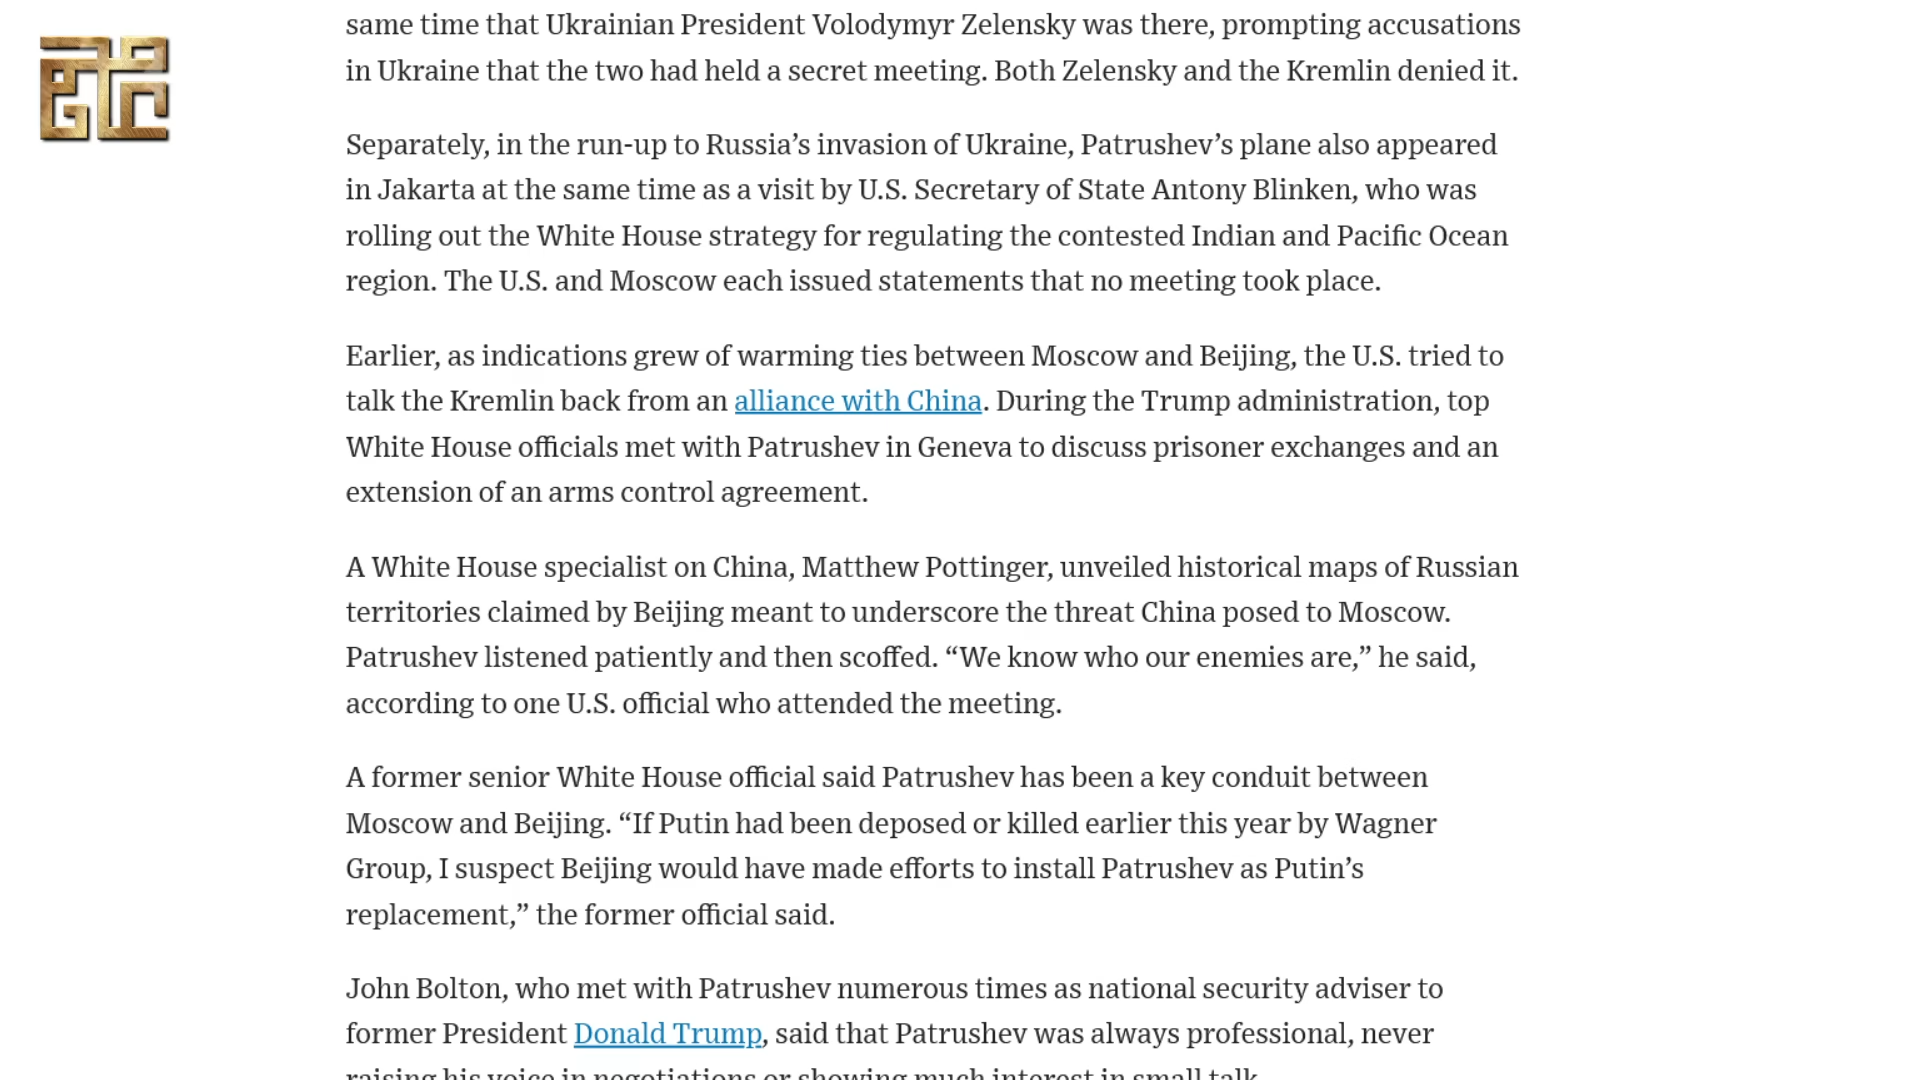 same time that Ukrainian President Volodymyr Zelensky was there, prompting accusations
in Ukraine that the two had held a secret meeting. Both Zelensky and the Kremlin denied it.
Separately, in the run-up to Russia’s invasion of Ukraine, Patrushev’s plane also appeared
in Jakarta at the same time as a visit by U.S. Secretary of State Antony Blinken, who was
rolling out the White House strategy for regulating the contested Indian and Pacific Ocean
region. The U.S. and Moscow each issued statements that no meeting took place.
Earlier, as indications grew of warming ties between Moscow and Beijing, the U.S. tried to
talk the Kremlin back from an alliance with China. During the Trump administration, top
White House officials met with Patrushev in Geneva to discuss prisoner exchanges and an
extension of an arms control agreement.
A White House specialist on China, Matthew Pottinger, unveiled historical maps of Russian
territories claimed by Beijing meant to underscore the threat China posed to Moscow.
Patrushev listened patiently and then scoffed. “We know who our enemies are,” he said,
according to one U.S. official who attended the meeting.
A former senior White House official said Patrushev has been a key conduit between
Moscow and Beijing. “If Putin had been deposed or killed earlier this year by Wagner
Group, I suspect Beijing would have made efforts to install Patrushev as Putin’s
replacement,” the former official said.
John Bolton, who met with Patrushev numerous times as national security adviser to
former President Donald Trump, said that Patrushev was always professional, never
raising his voice in negotiations or showing much interest in small talk.